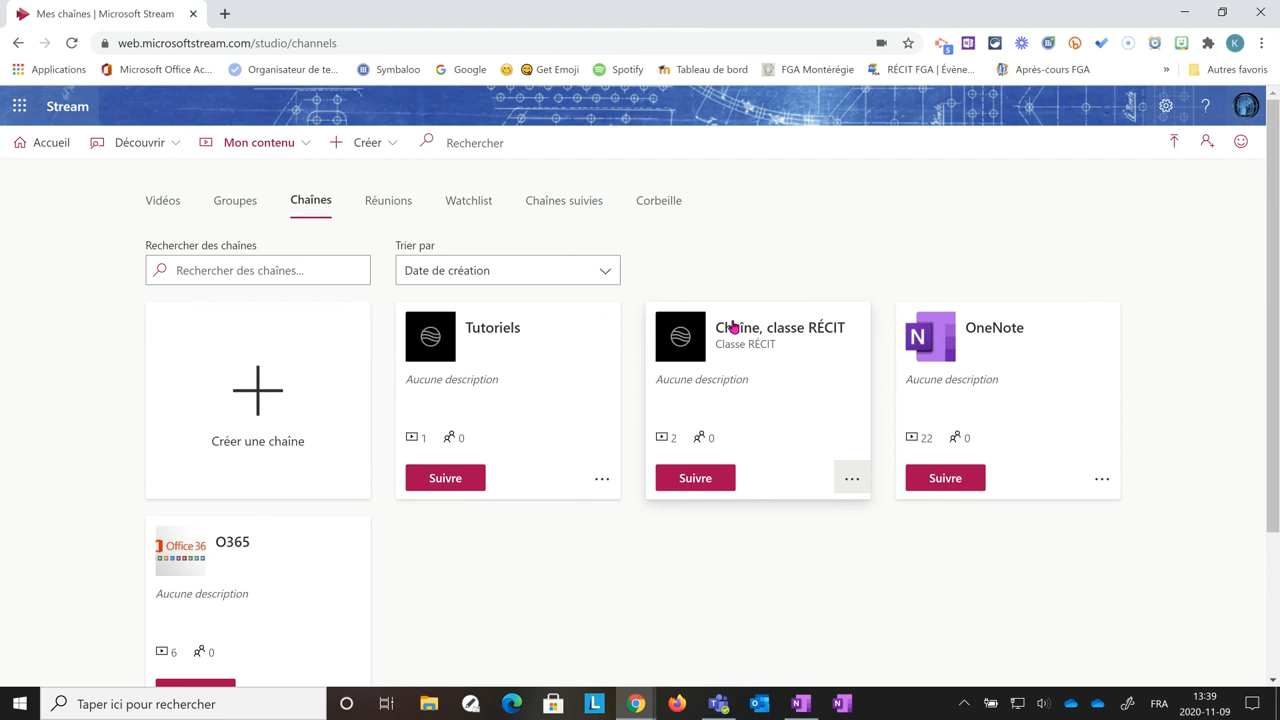 Mes chaînes | Microsoft Stream
web.microsoftstream.com/studio/channels
Applications
Microsoft Office Ac...
Organisateur de te...
Symbaloo
Google
Get Emoji
Spotify
Tableau de bord
FGA Montérégie
RÉCIT FGA | Évène...
Après-cours FGA
»
Autres favoris
Stream
Accueil
Découvrir
Mon contenu
Créer
Rechercher
Vidéos
Groupes
Chaînes
Réunions
Watchlist
Chaînes suivies
Corbeille
Rechercher des chaînes
Trier par
Rechercher des chaînes...
Date de création
Créer une chaîne
Tutoriels
Aucune description
1
0
Suivre
...
Chaîne, classe RÉCIT
Classe RÉCIT
Aucune description
2
0
Suivre
...
OneNote
Aucune description
22
0
Suivre
...
Office 36
O365
Aucune description
6
0
Taper ici pour rechercher
FRA
13:39
2020-11-09